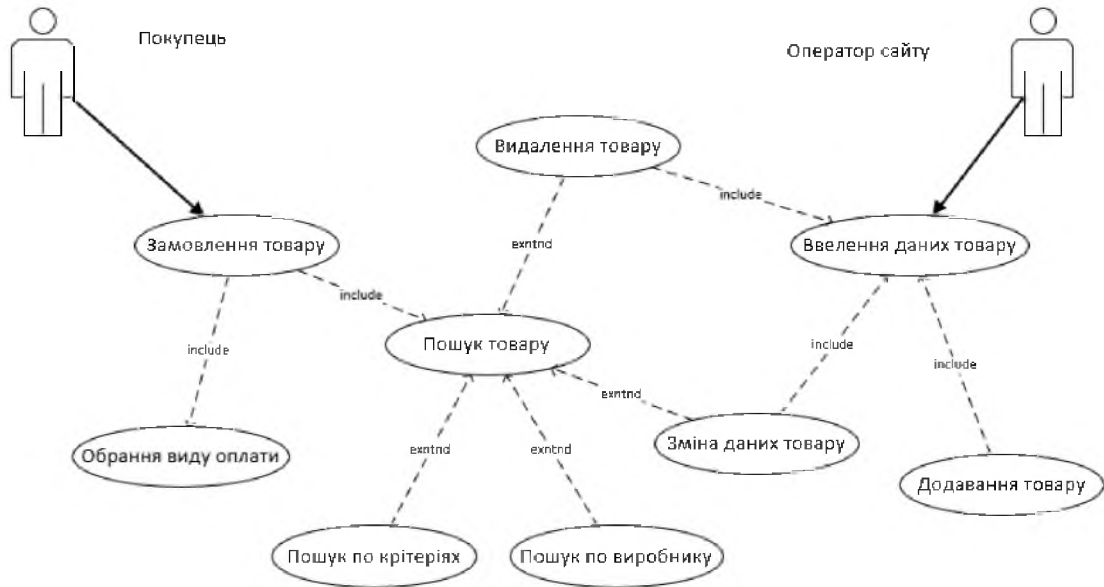 Покупець
Оператор сайту
Видалення товару
include
Замовлення товару
exntnd
Ввелення даних товару
include
Пошук товару
include
include
exntnd
include
Обрання виду оплати
exntnd
exntnd
Зміна даних товару
Додавання товару
Пошук по крітеріях
Пошук по виробнику